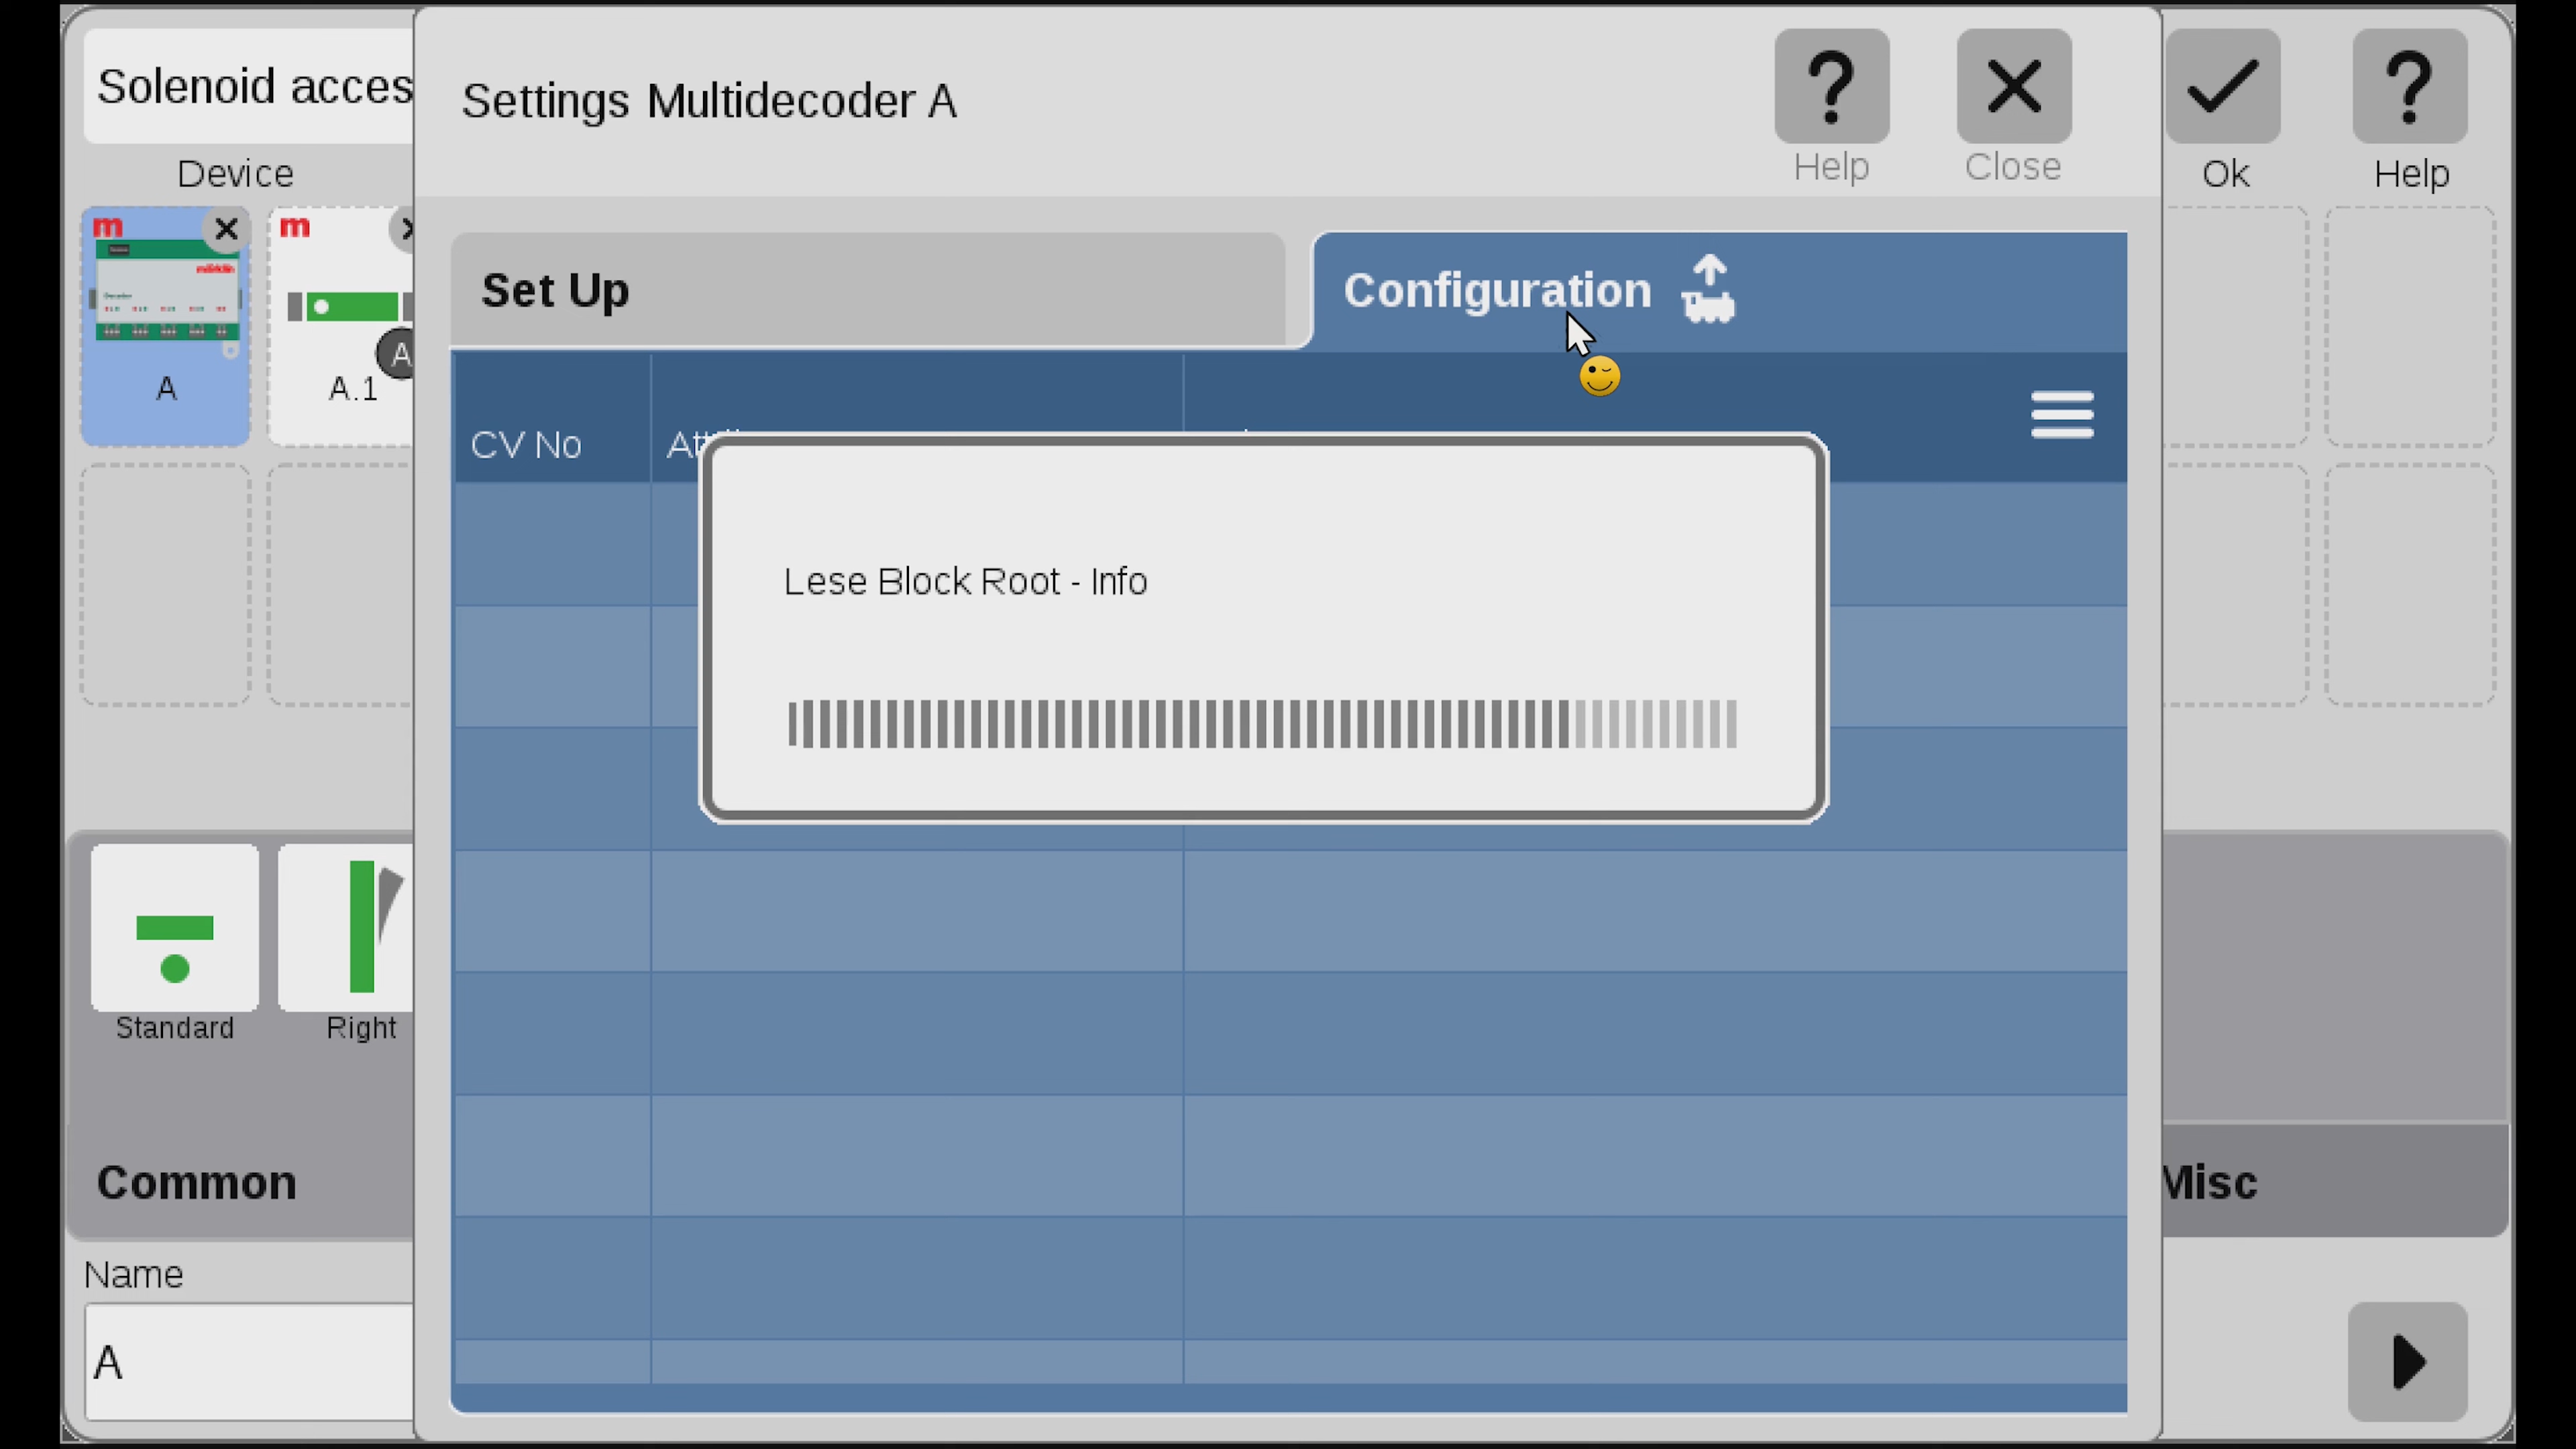 Solenoid acces
Settings Multidecoder A
Help
Close
Ok
Help
Device
m
märklin
A
m
A
A.1
Set Up
Configuration
CV No
Lese Block Root - Info
Standard
Right
Common
Misc
Name
A